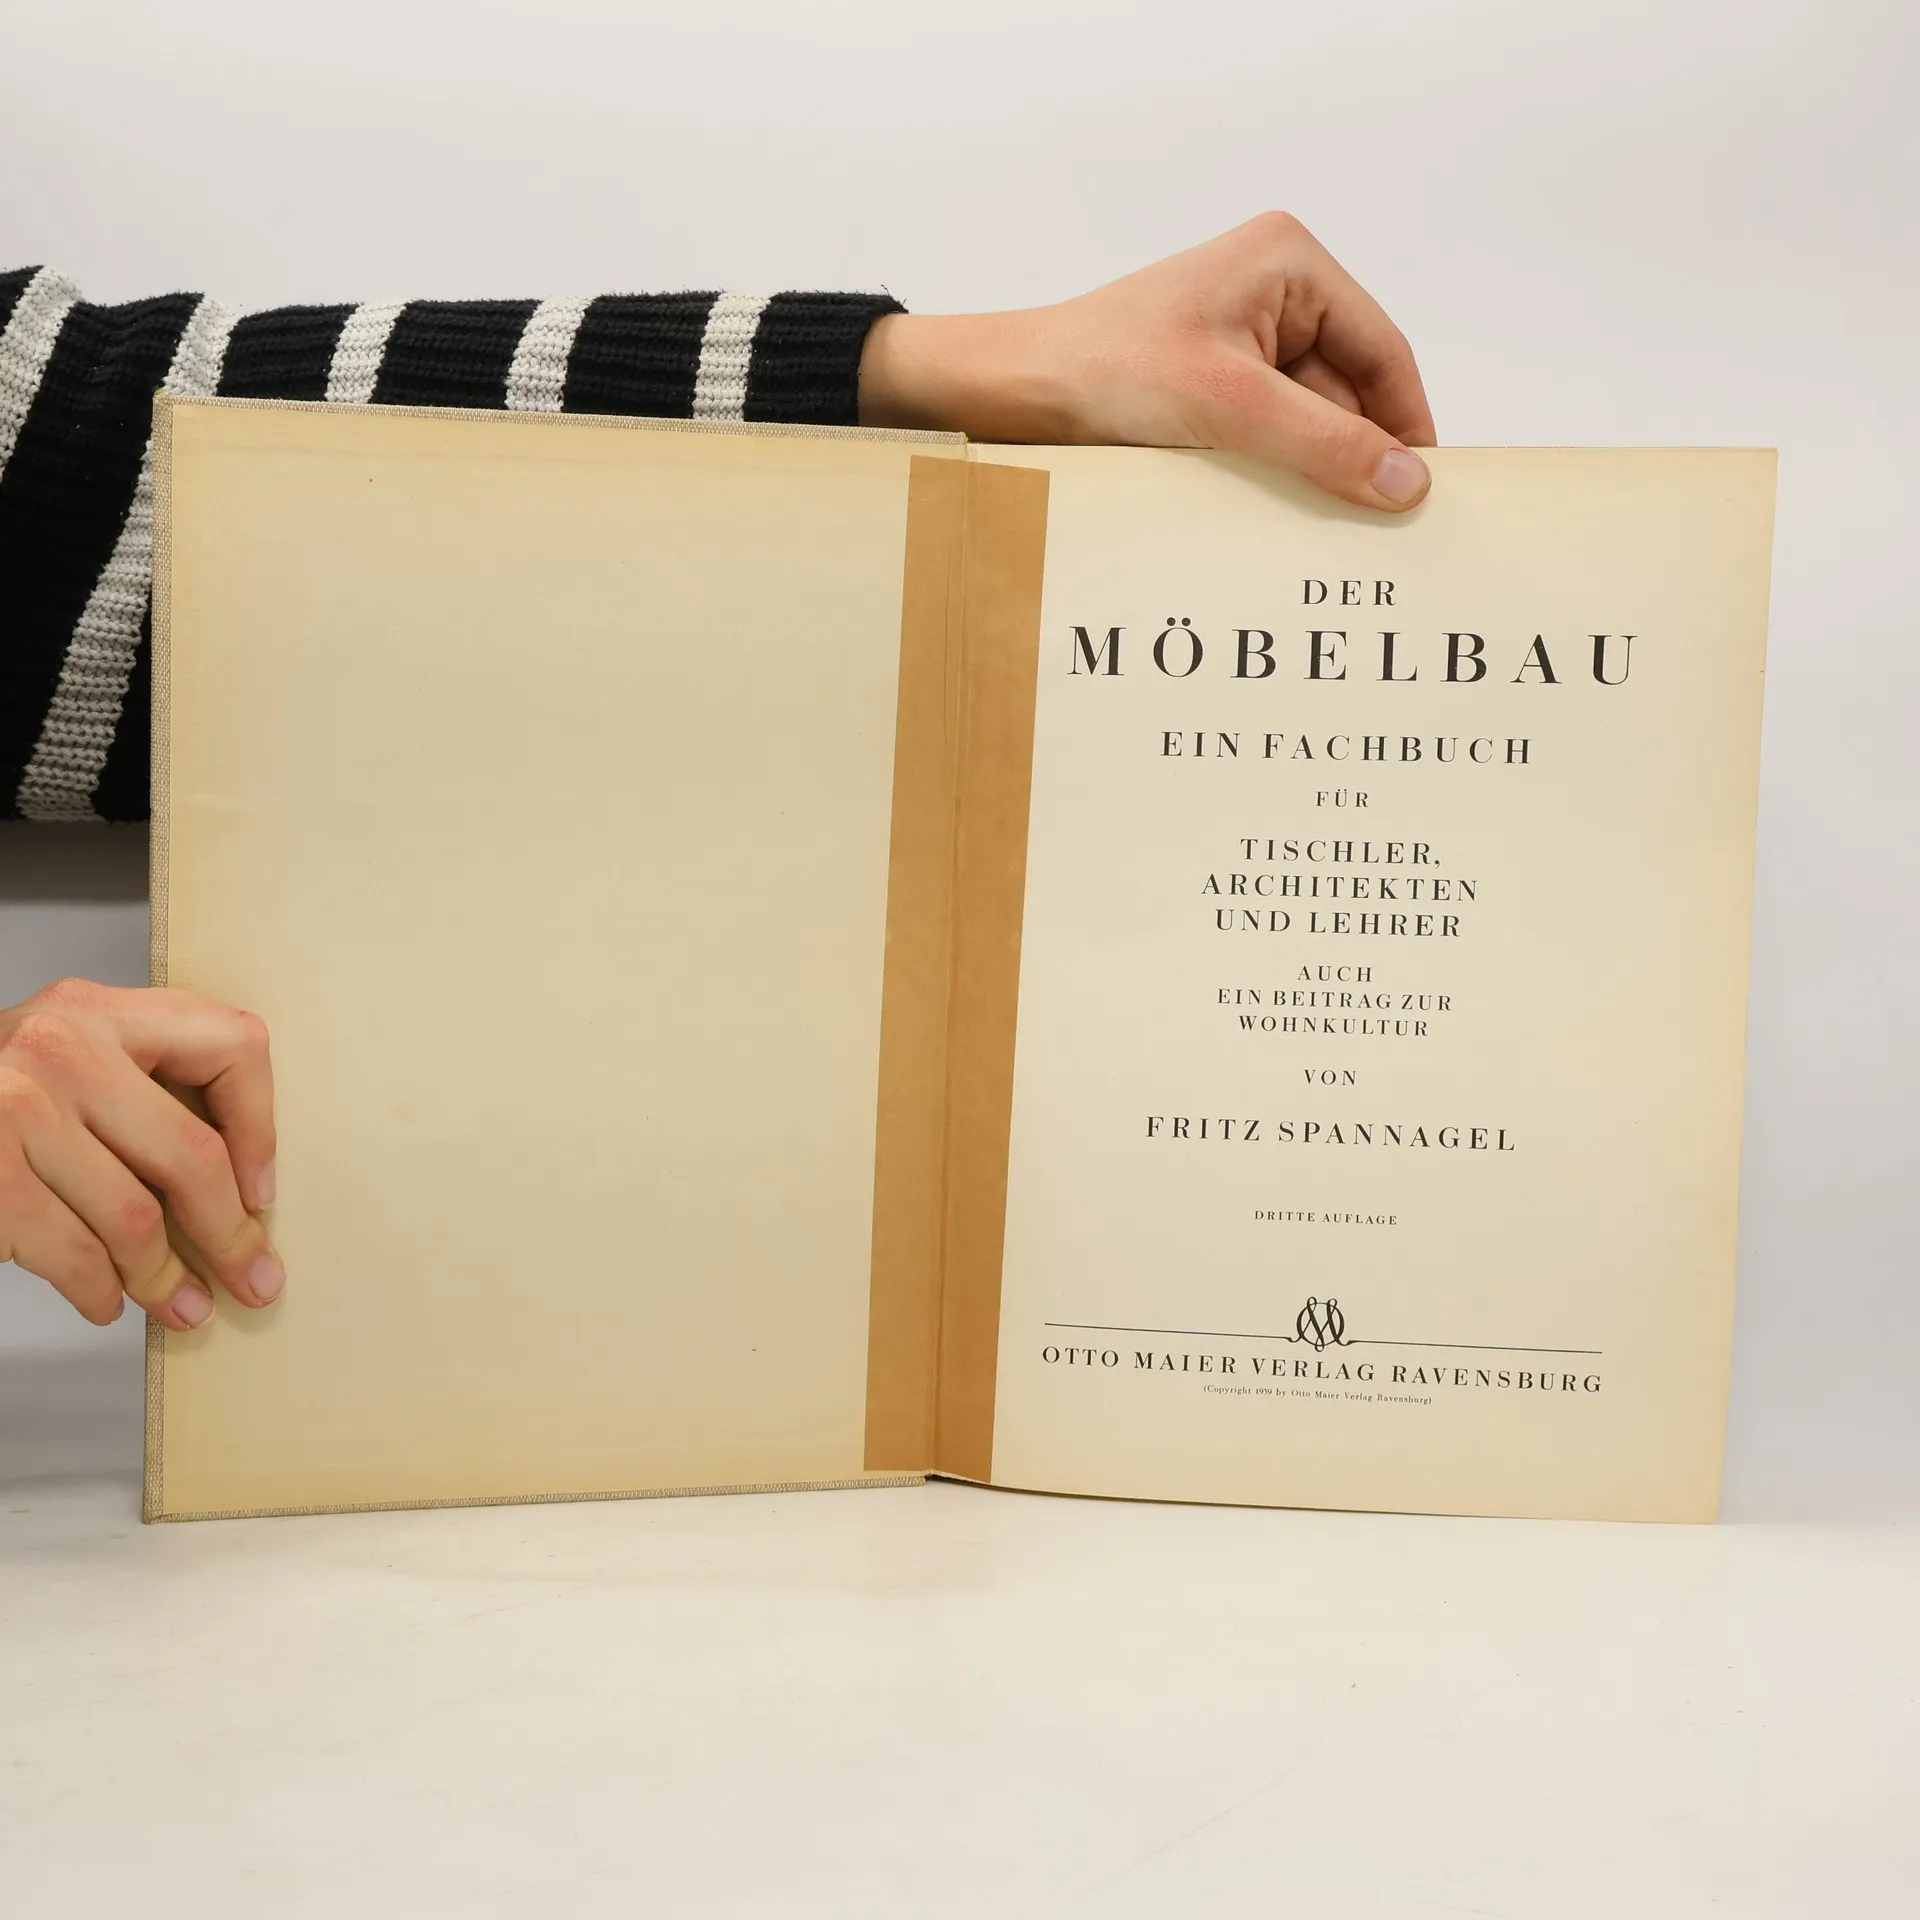 DER
MÖBELBAU
EIN FACHBUCH
FÜR
TISCHLER,
ARCHITEKTEN
UND LEHRER
AUCH
EIN BEITRAG ZUR
WOHNKULTUR
VON
FRITZ SPANNAGEL
DRITTE AUFLAGE
OTTO MAIER VERLAG RAVENSBURG
(Copyright 1939 by Otto Maier Verlag Ravensburg)